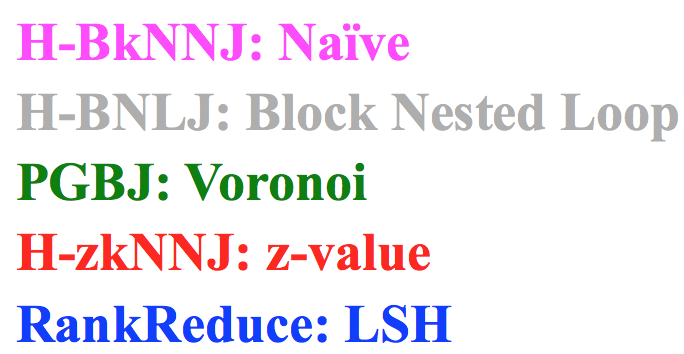 H-BkNNJ: Naïve
H-BNLJ: Block Nested Loop
PGBJ: Voronoi
H-zkNNJ: z-value
RankReduce: LSH